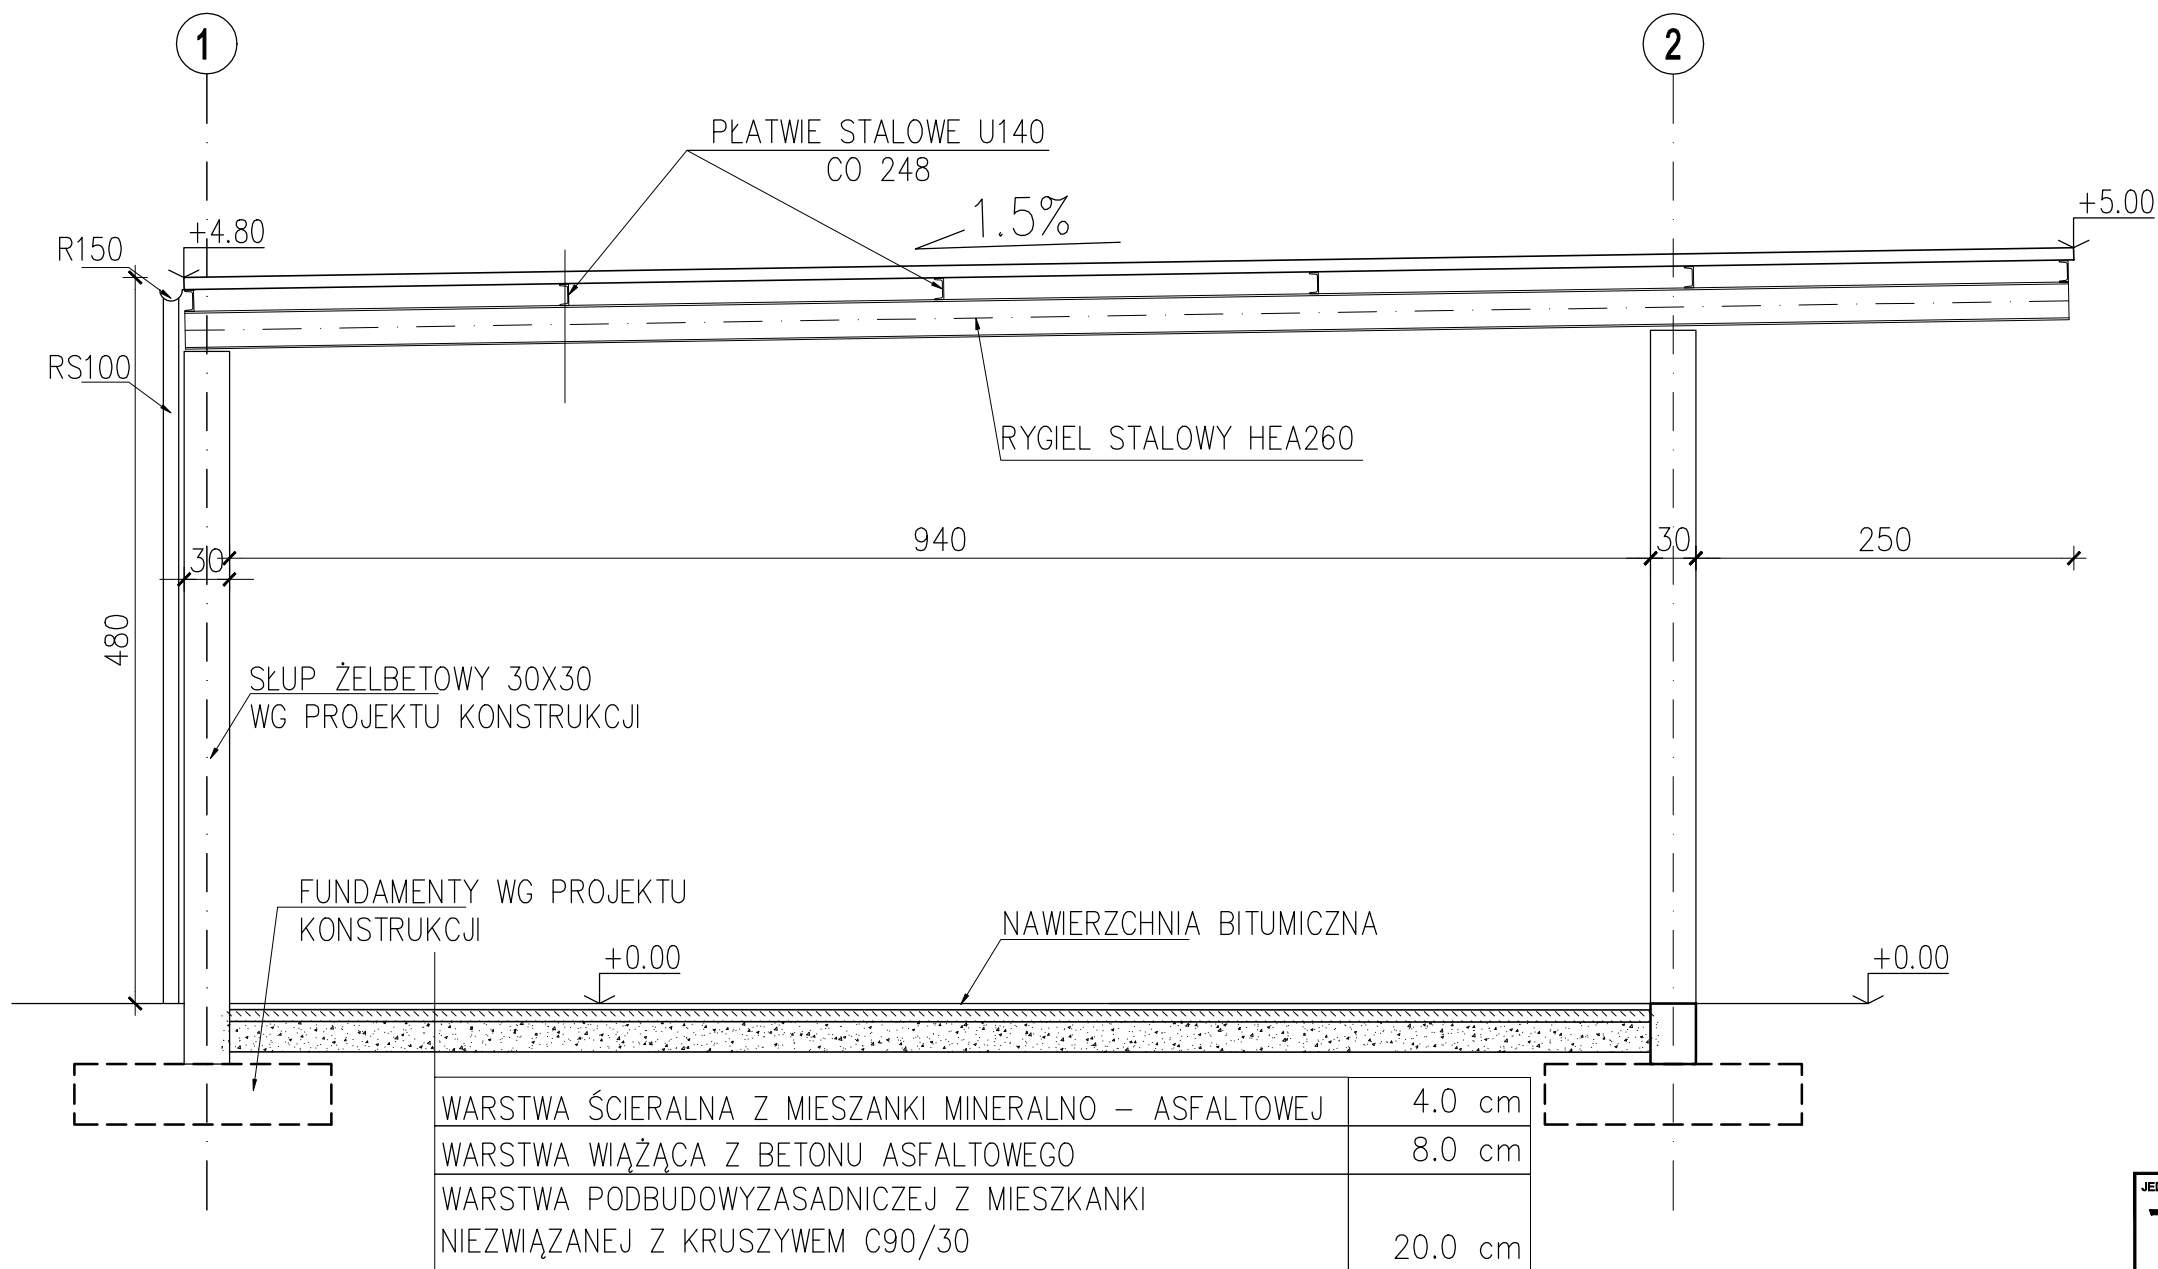 1
2
PŁATWIE STALOWE U140
CO 248
1.5%
+4.80
+5.00
R150
RS100
RYGIEL STALOWY HEA260
940
30
250
30
480
SŁUP ŻELBETOWY 30X30
WG PROJEKTU KONSTRUKCJI
FUNDAMENTY WG PROJEKTU
KONSTRUKCJI
NAWIERZCHNIA BITUMICZNA
+0.00
+0.00
WARSTWA ŚCIERALNA Z MIESZANKI MINERALNO – ASFALTOWEJ 4.0 cm
WARSTWA WIĄŻĄCA Z BETONU ASFALTOWEGO 8.0 cm
WARSTWA PODBUDOWYZASADNICZEJ Z MIESZKANKI
NIEZWIĄZANEJ Z KRUSZYWEM C90/30 20.0 cm